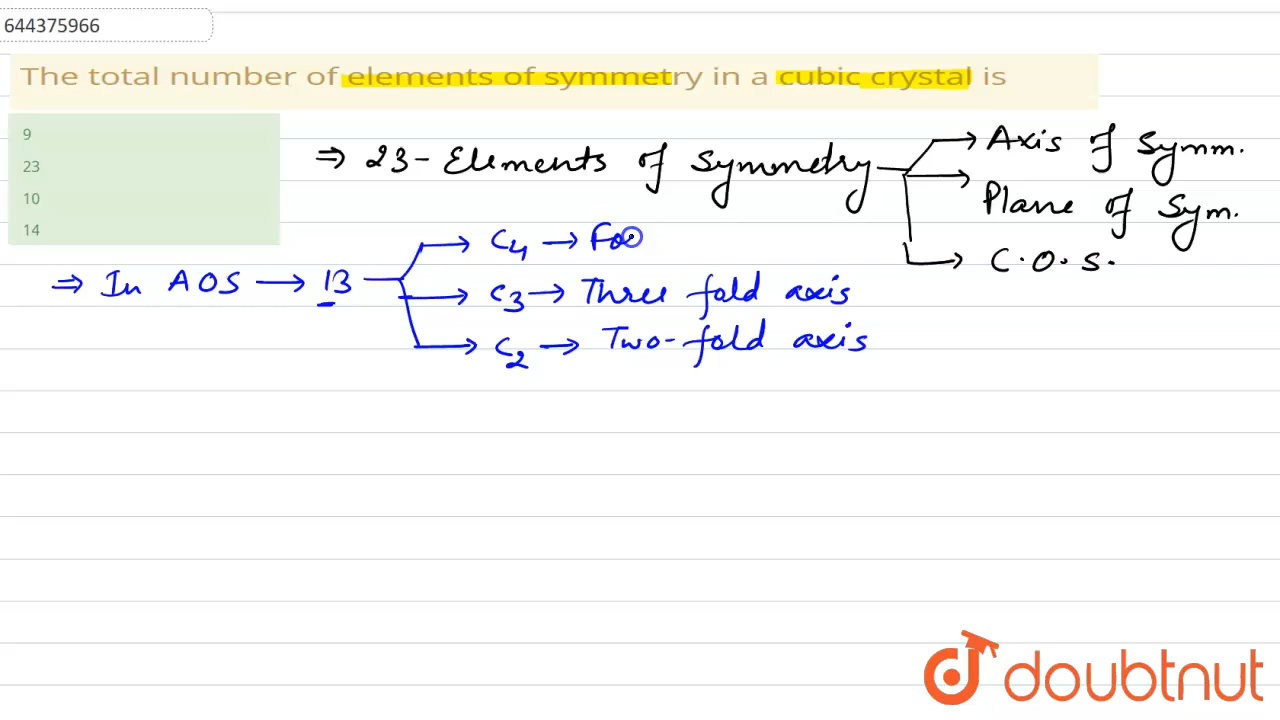 644375966
The total number of elements of symmetry in a cubic crystal is
9
23
10
14
⇒ 23 - Elements of Symmetry
→ Axis of Symm.
→ Plane of Sym.
→ C.O.S.
⇒ In AOS → 13
→ C4 → Fo
→ C3 → Three fold axis
→ C2 → Two-fold axis
doubtnut